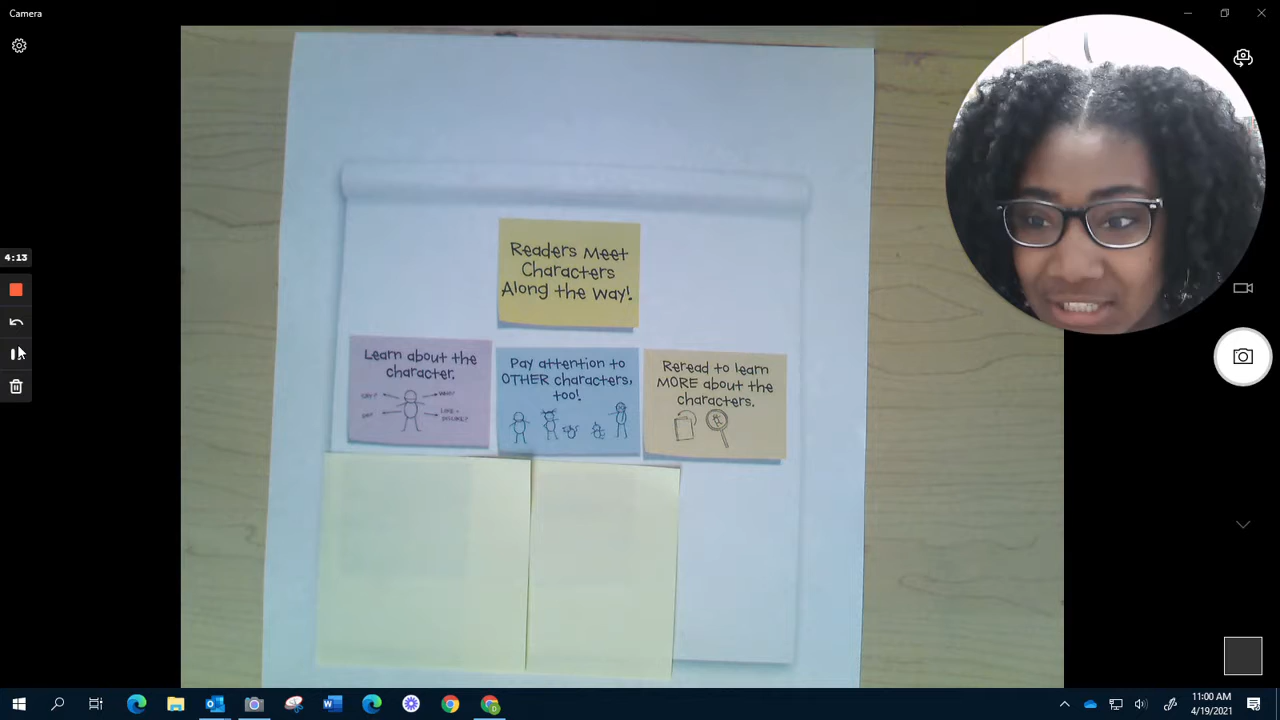 Camera
Readers Meet
Characters
Along the Way!
Learn about the
character.
Pay attention to
OTHER characters,
too!
Reread to learn
MORE about the
characters.
4:13
11:00 AM
4/19/2021